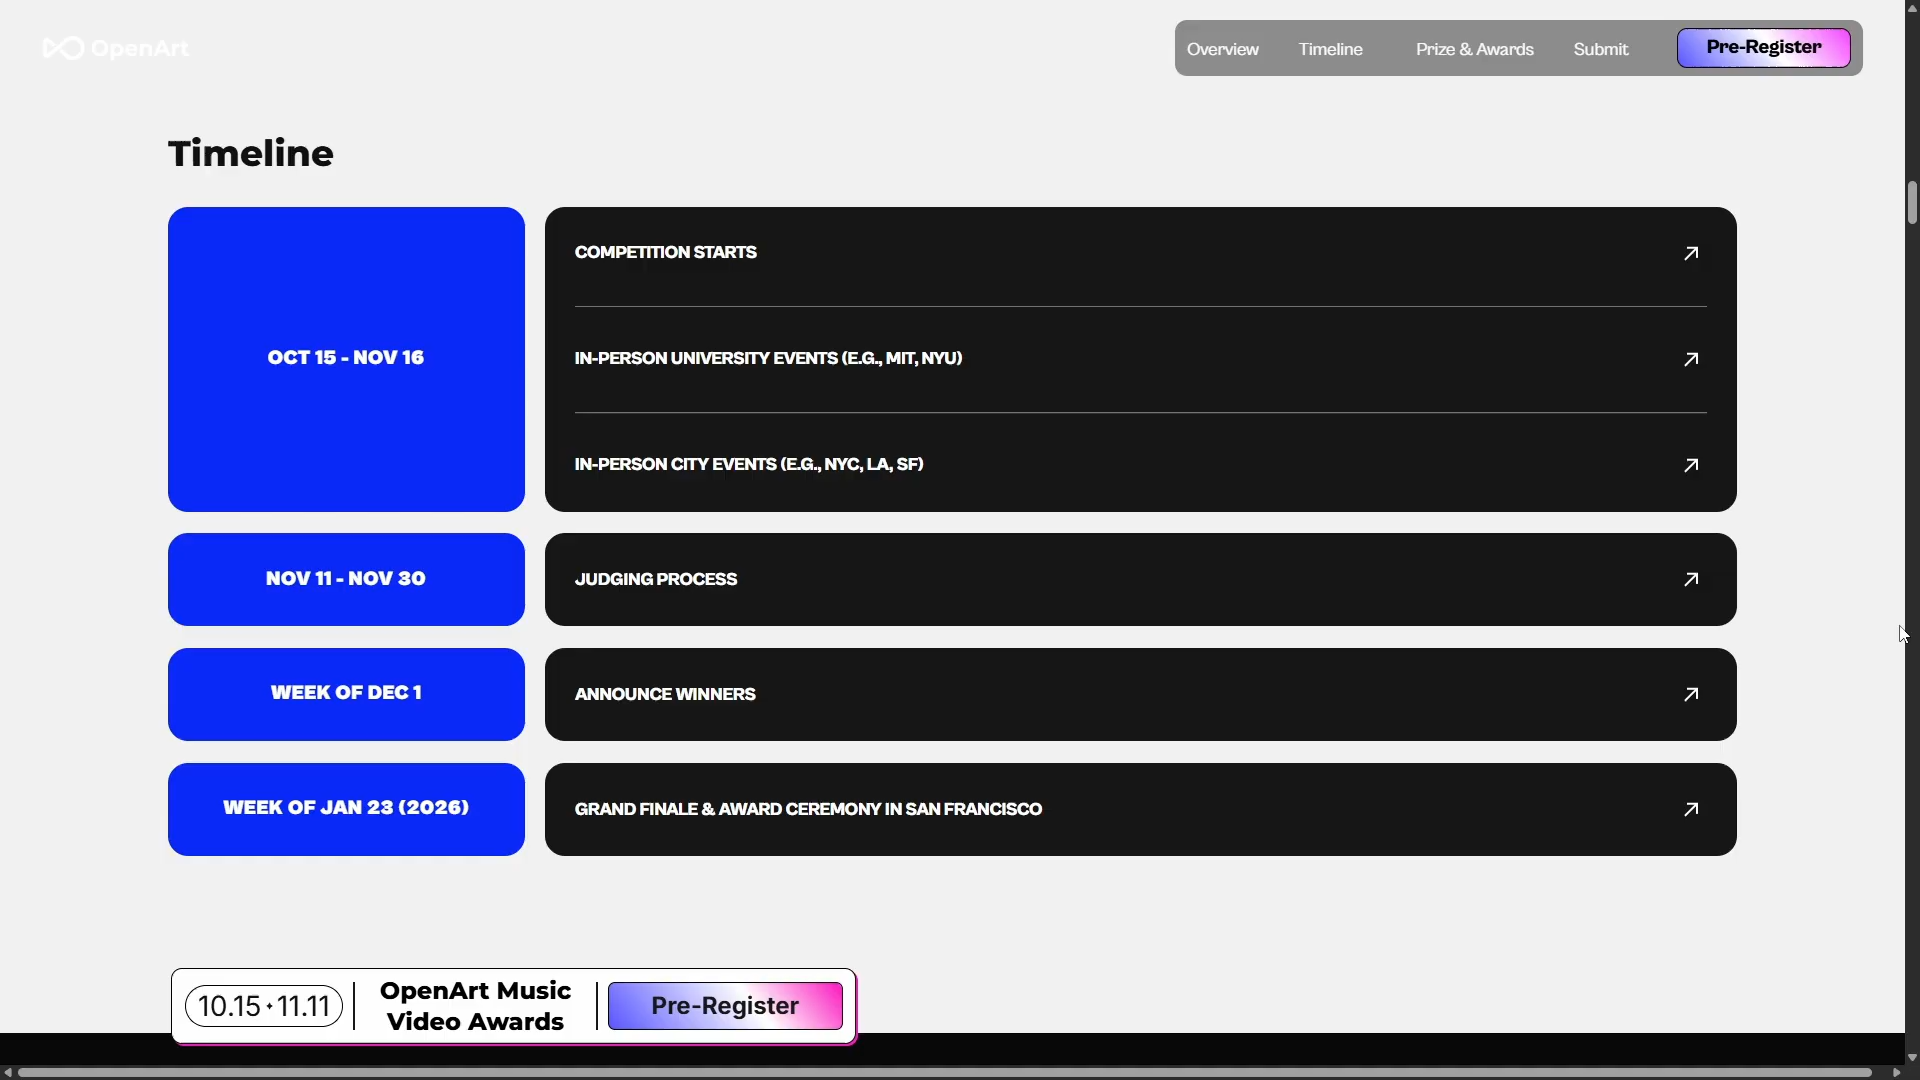 OpenArt
Overview
Timeline
Prize & Awards
Submit
Pre-Register
Timeline
OCT 15 - NOV 16
COMPETITION STARTS
IN-PERSON UNIVERSITY EVENTS (E.G., MIT, NYU)
IN-PERSON CITY EVENTS (E.G., NYC, LA, SF)
NOV 11 - NOV 30
JUDGING PROCESS
WEEK OF DEC 1
ANNOUNCE WINNERS
WEEK OF JAN 23 (2026)
GRAND FINALE & AWARD CEREMONY IN SAN FRANCISCO
10.15 · 11.11
OpenArt Music
Video Awards
Pre-Register